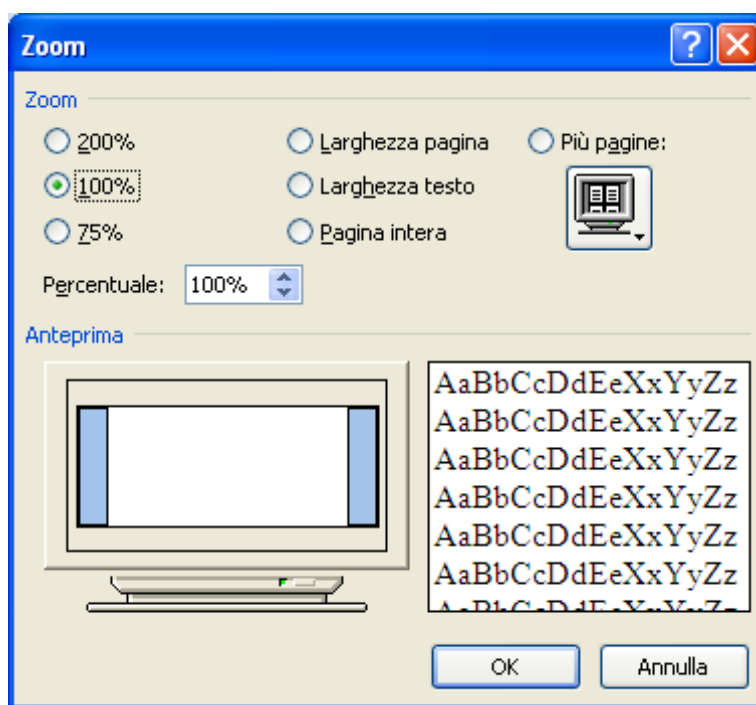 Zoom
Zoom
200%
Larghezza pagina
Più pagine:
100%
Larghezza testo
75%
Pagina intera
Percentuale:
100%
Anteprima
AaBbCcDdEeXxYyZz
AaBbCcDdEeXxYyZz
AaBbCcDdEeXxYyZz
AaBbCcDdEeXxYyZz
AaBbCcDdEeXxYyZz
AaBbCcDdEeXxYyZz
AaBbCcDdEeXxYyZz
OK
Annulla